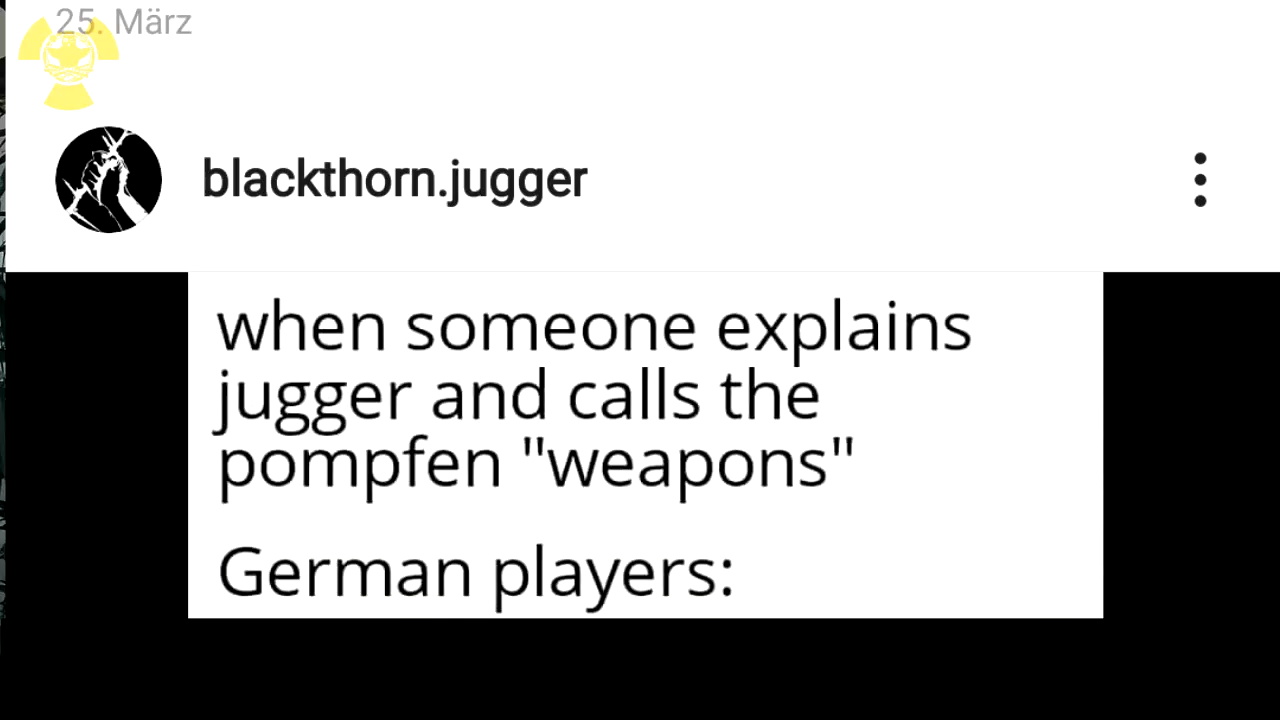 25. März
blackthorn.jugger
when someone explains
jugger and calls the
pompfen "weapons"
German players: